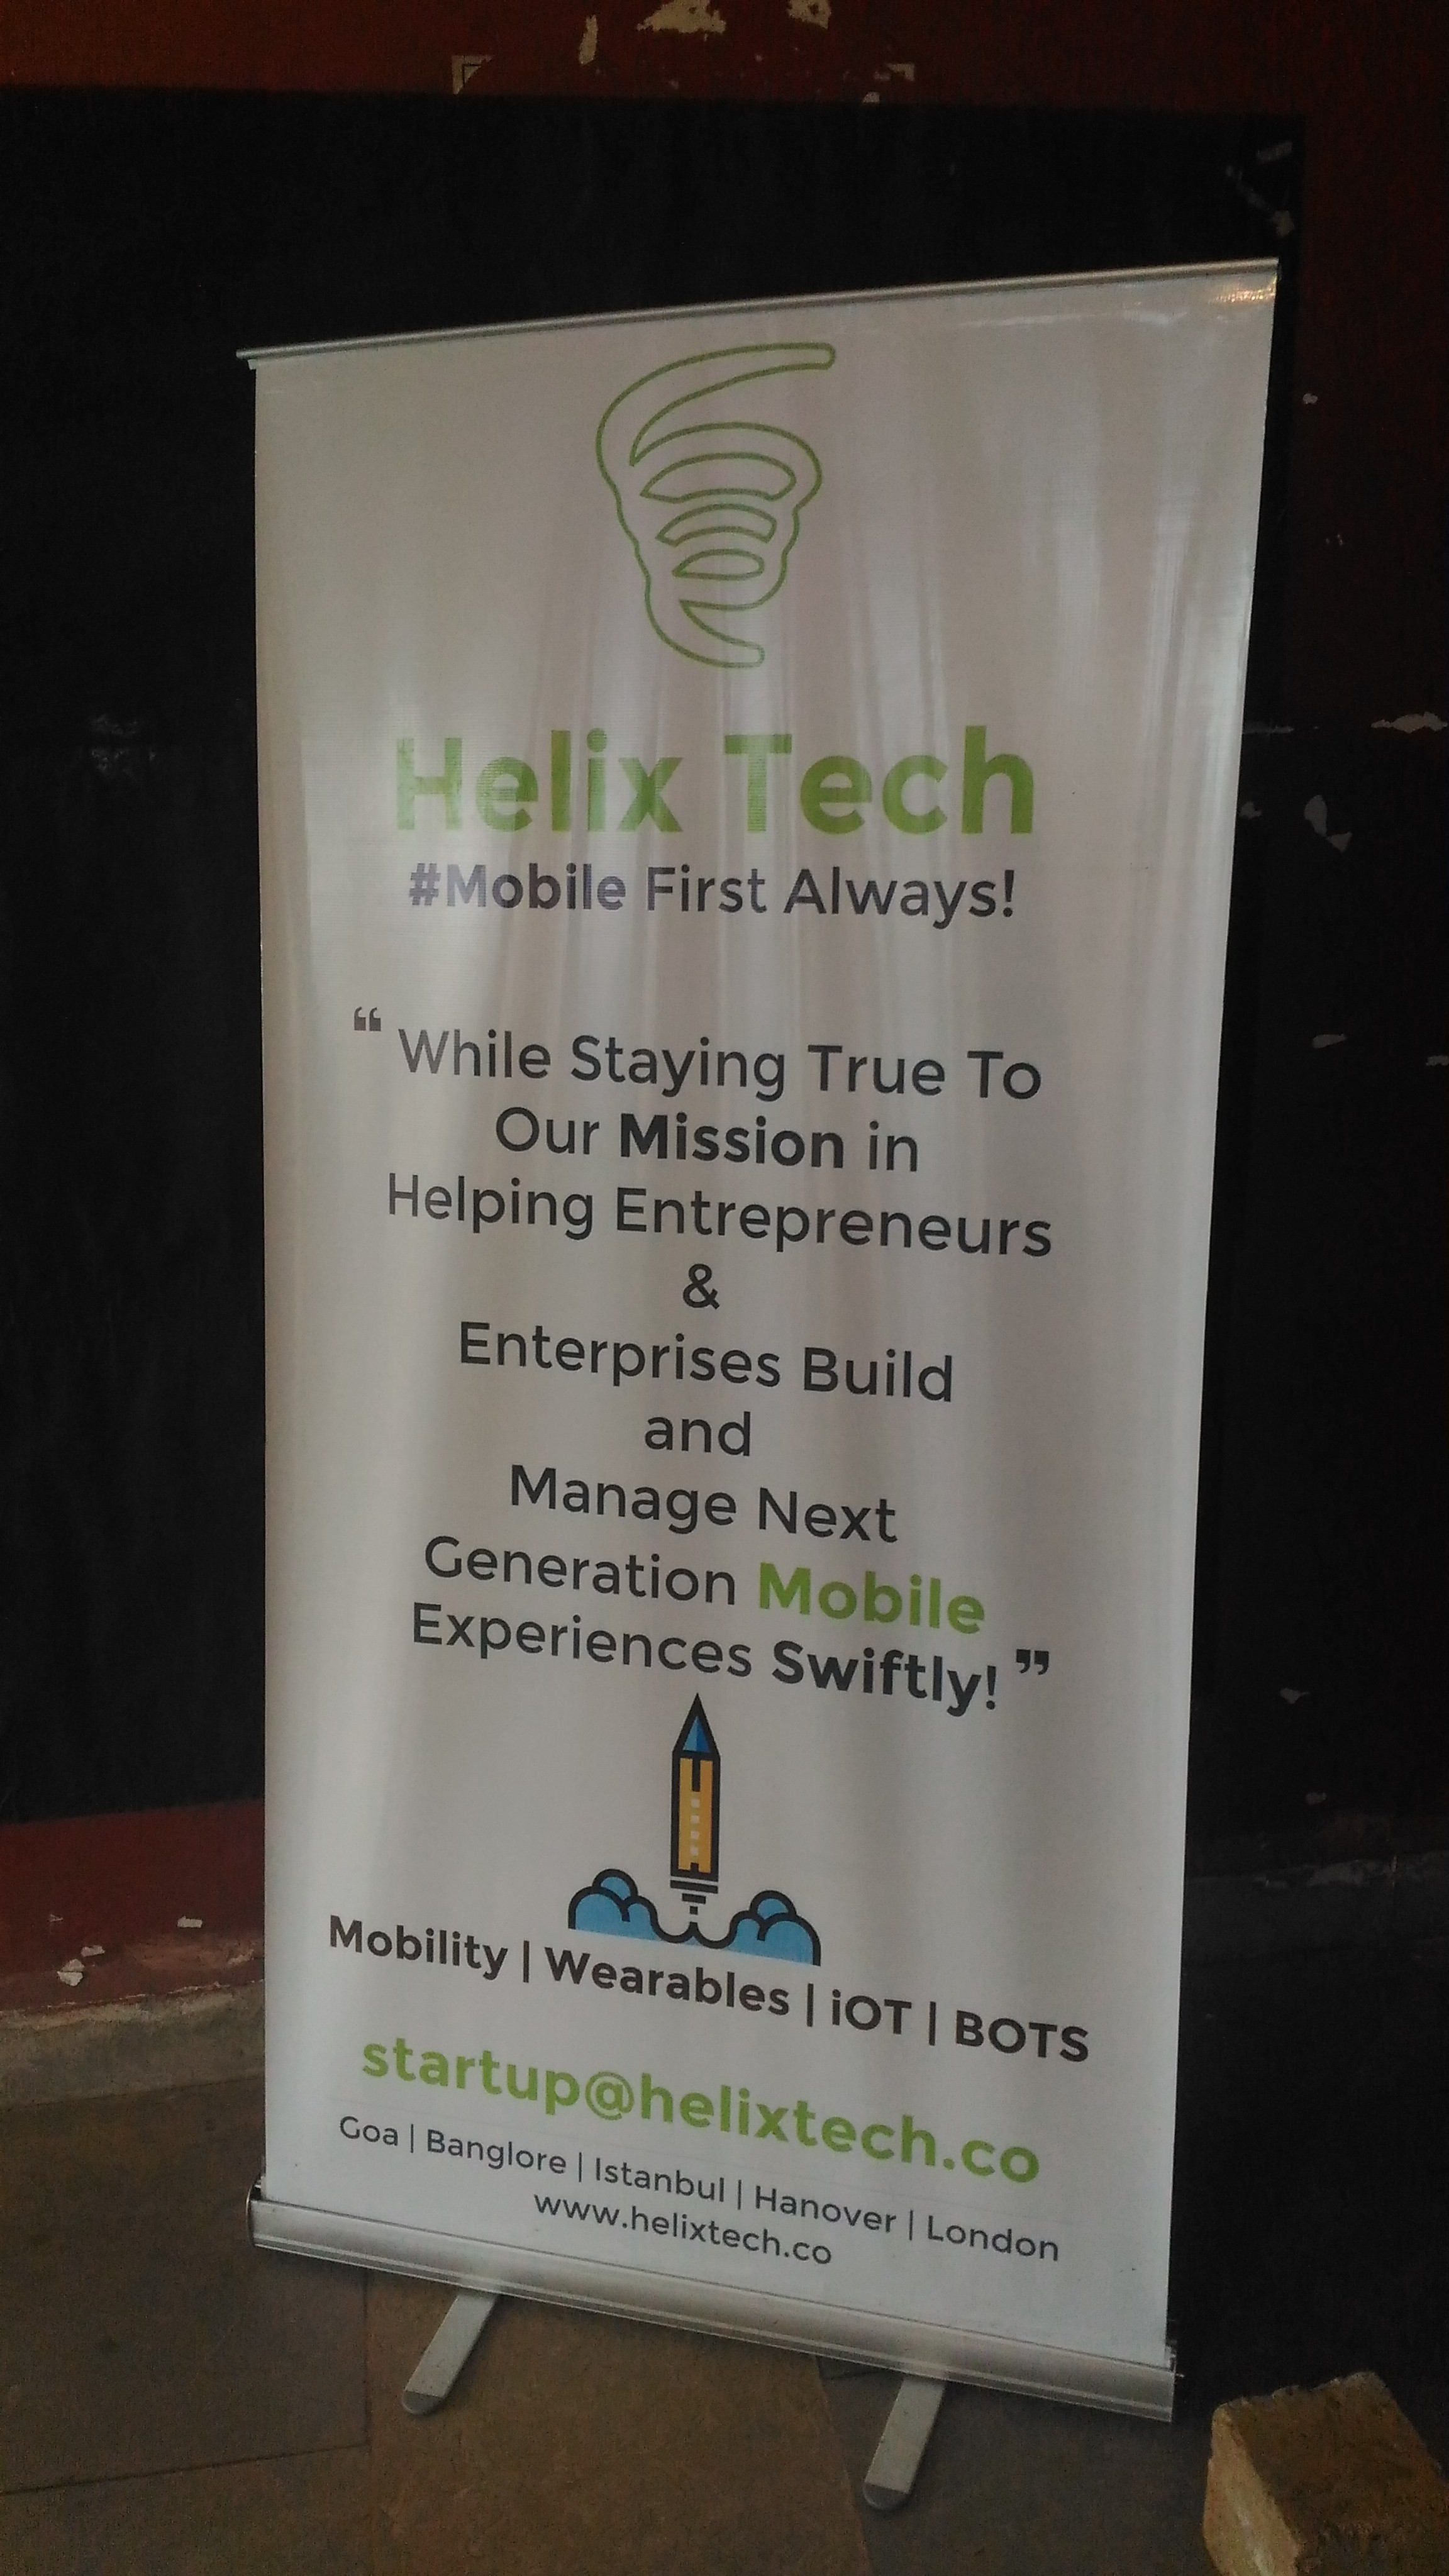 Helix Tech
#Mobile First Always!
“ While Staying True To
Our Mission in
Helping Entrepreneurs
&
Enterprises Build
and
Manage Next
Generation Mobile
Experiences Swiftly! ”
Mobility | Wearables | iOT | BOTS
startup@helixtech.co
Goa | Banglore | Istanbul | Hanover | London
www.helixtech.co